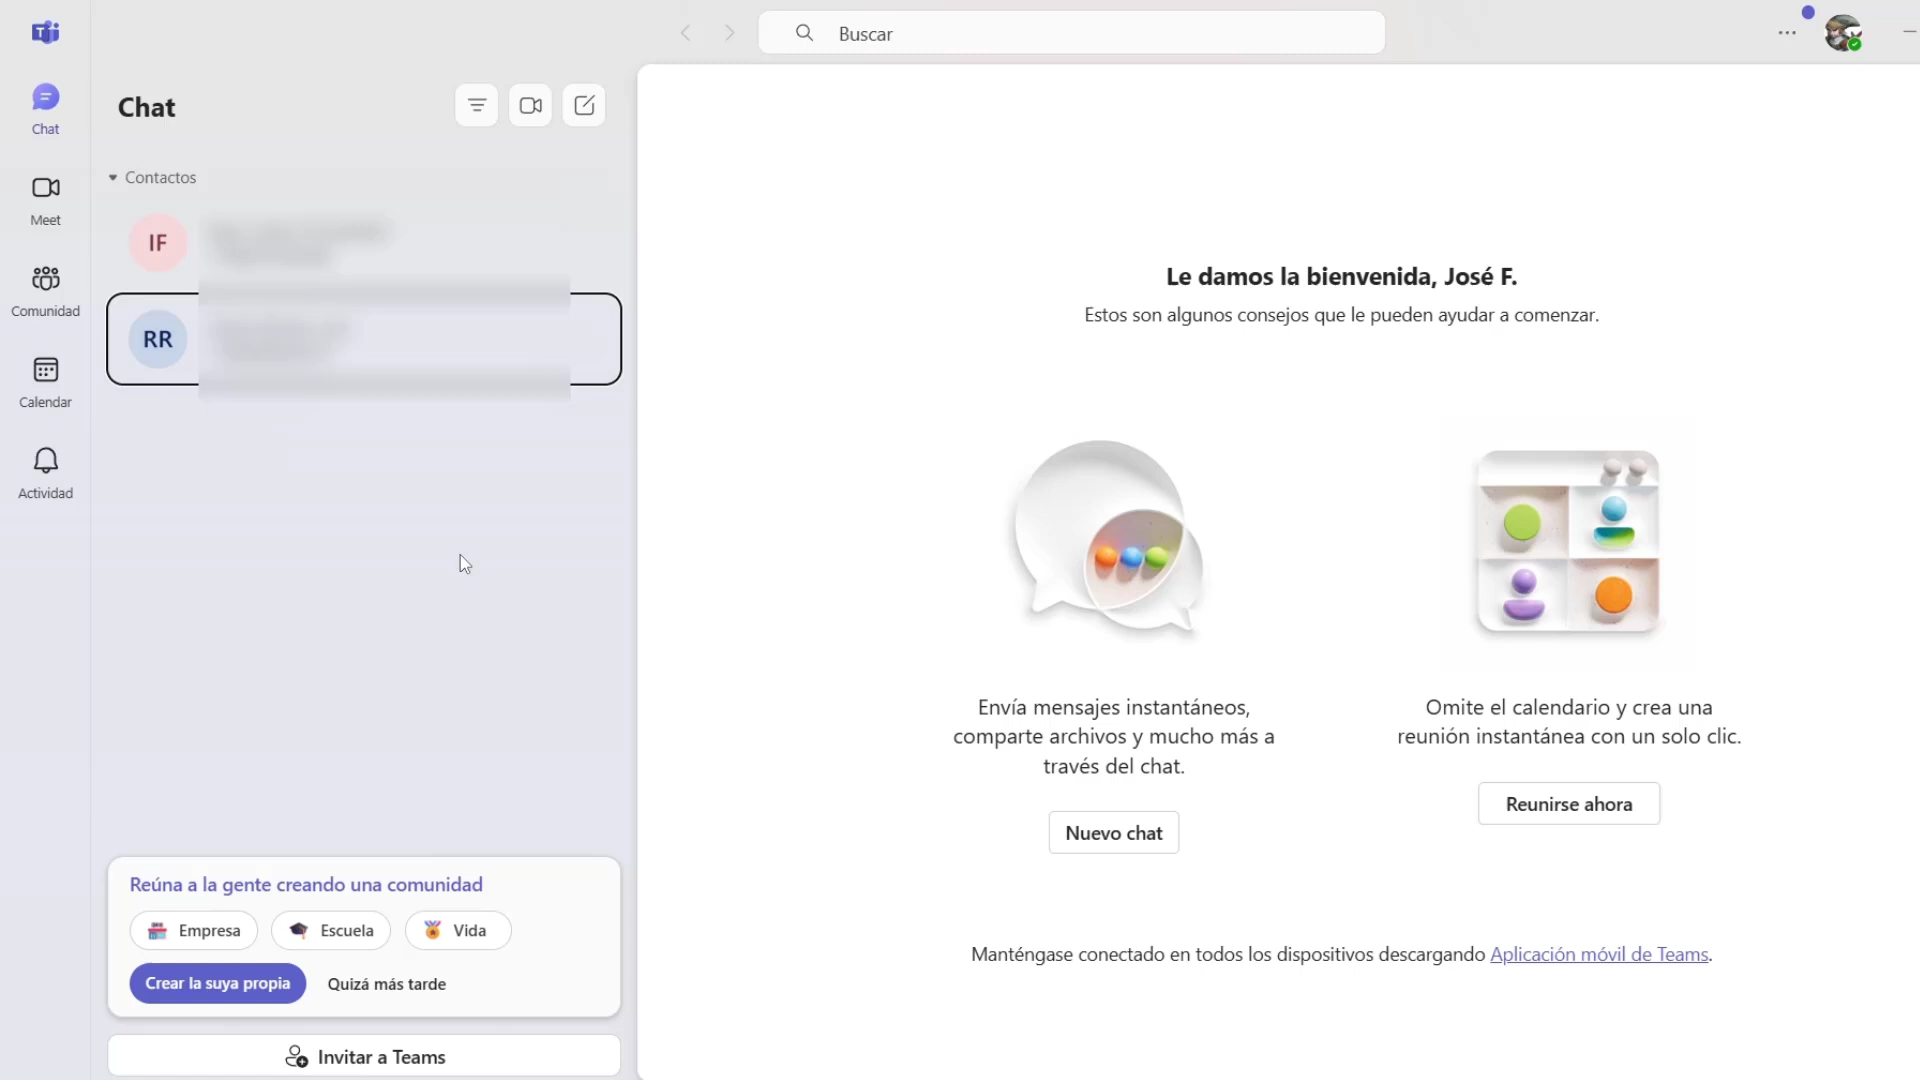 Buscar
Chat
Chat
Contactos
Meet
IF
Comunidad
RR
Calendar
Actividad
Le damos la bienvenida, José F.
Estos son algunos consejos que le pueden ayudar a comenzar.
Envía mensajes instantáneos,
comparte archivos y mucho más a
través del chat.
Nuevo chat
Omite el calendario y crea una
reunión instantánea con un solo clic.
Reunirse ahora
Manténgase conectado en todos los dispositivos descargando Aplicación móvil de Teams.
Reúna a la gente creando una comunidad
Empresa
Escuela
Vida
Crear la suya propia
Quizá más tarde
Invitar a Teams